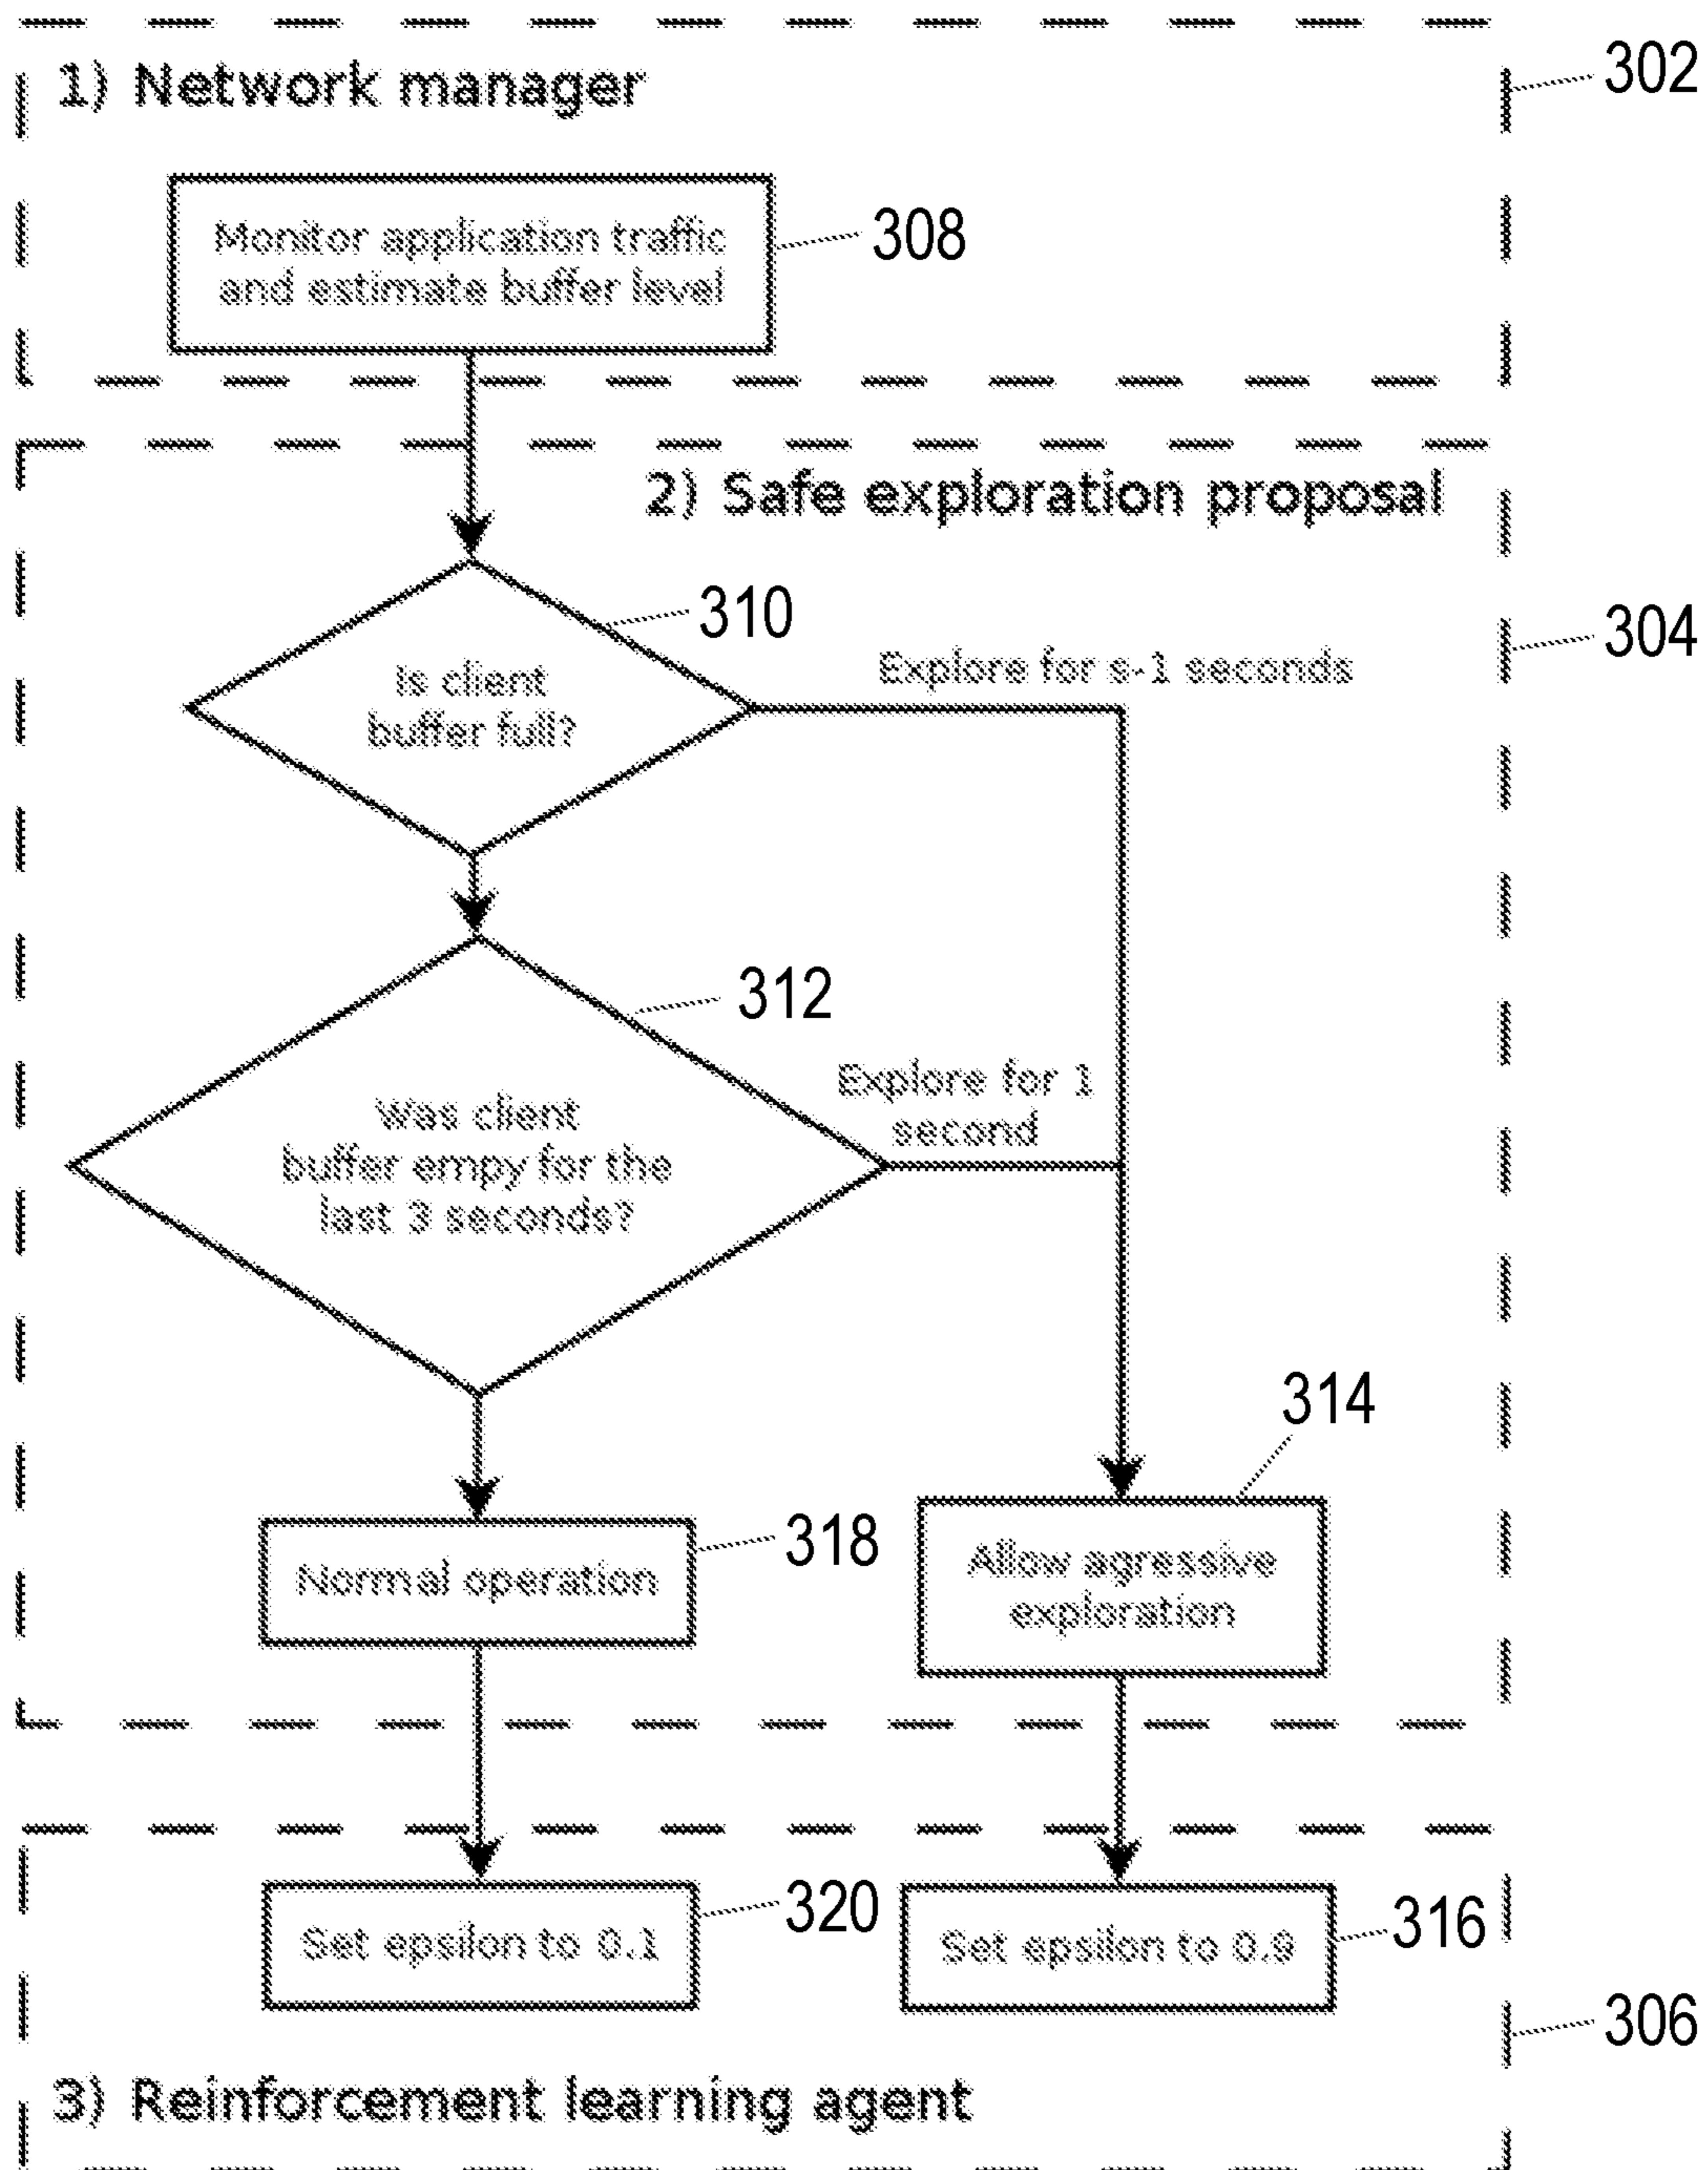 1) Network manager
302
Monitor application traffic
and estimate buffer level
308
2) Safe exploration proposal
304
310
Is client
buffer full?
Explore for s-1 seconds
312
Was client
buffer empy for the
last 3 seconds?
Explore for 1
second
314
Normal operation
318
Allow agressive
exploration
Set epsilon to 0.1
320
Set epsilon to 0.9
316
306
3) Reinforcement learning agent